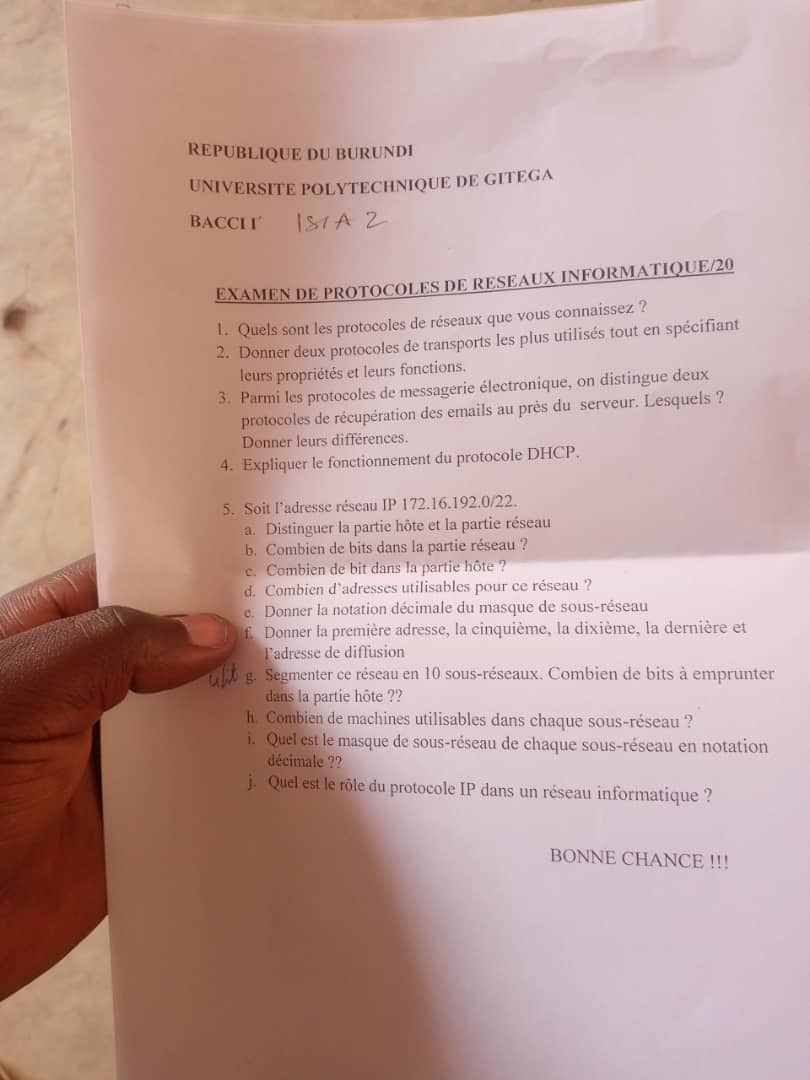 REPUBLIQUE DU BURUNDI
UNIVERSITE POLYTECHNIQUE DE GITEGA
BACCI I´ ISTA 2
EXAMEN DE PROTOCOLES DE RESEAUX INFORMATIQUE/20
1. Quels sont les protocoles de réseaux que vous connaissez ?
2. Donner deux protocoles de transports les plus utilisés tout en spécifiant
leurs propriétés et leurs fonctions.
3. Parmi les protocoles de messagerie électronique, on distingue deux
protocoles de récupération des emails au près du serveur. Lesquels ?
Donner leurs différences.
4. Expliquer le fonctionnement du protocole DHCP.
5. Soit l'adresse réseau IP 172.16.192.0/22.
a. Distinguer la partie hôte et la partie réseau
b. Combien de bits dans la partie réseau ?
c. Combien de bit dans la partie hôte ?
d. Combien d'adresses utilisables pour ce réseau ?
e. Donner la notation décimale du masque de sous-réseau
f. Donner la première adresse, la cinquième, la dixième, la dernière et
l'adresse de diffusion
g. Segmenter ce réseau en 10 sous-réseaux. Combien de bits à emprunter
dans la partie hôte ??
h. Combien de machines utilisables dans chaque sous-réseau ?
i. Quel est le masque de sous-réseau de chaque sous-réseau en notation
décimale ??
j. Quel est le rôle du protocole IP dans un réseau informatique ?
BONNE CHANCE !!!